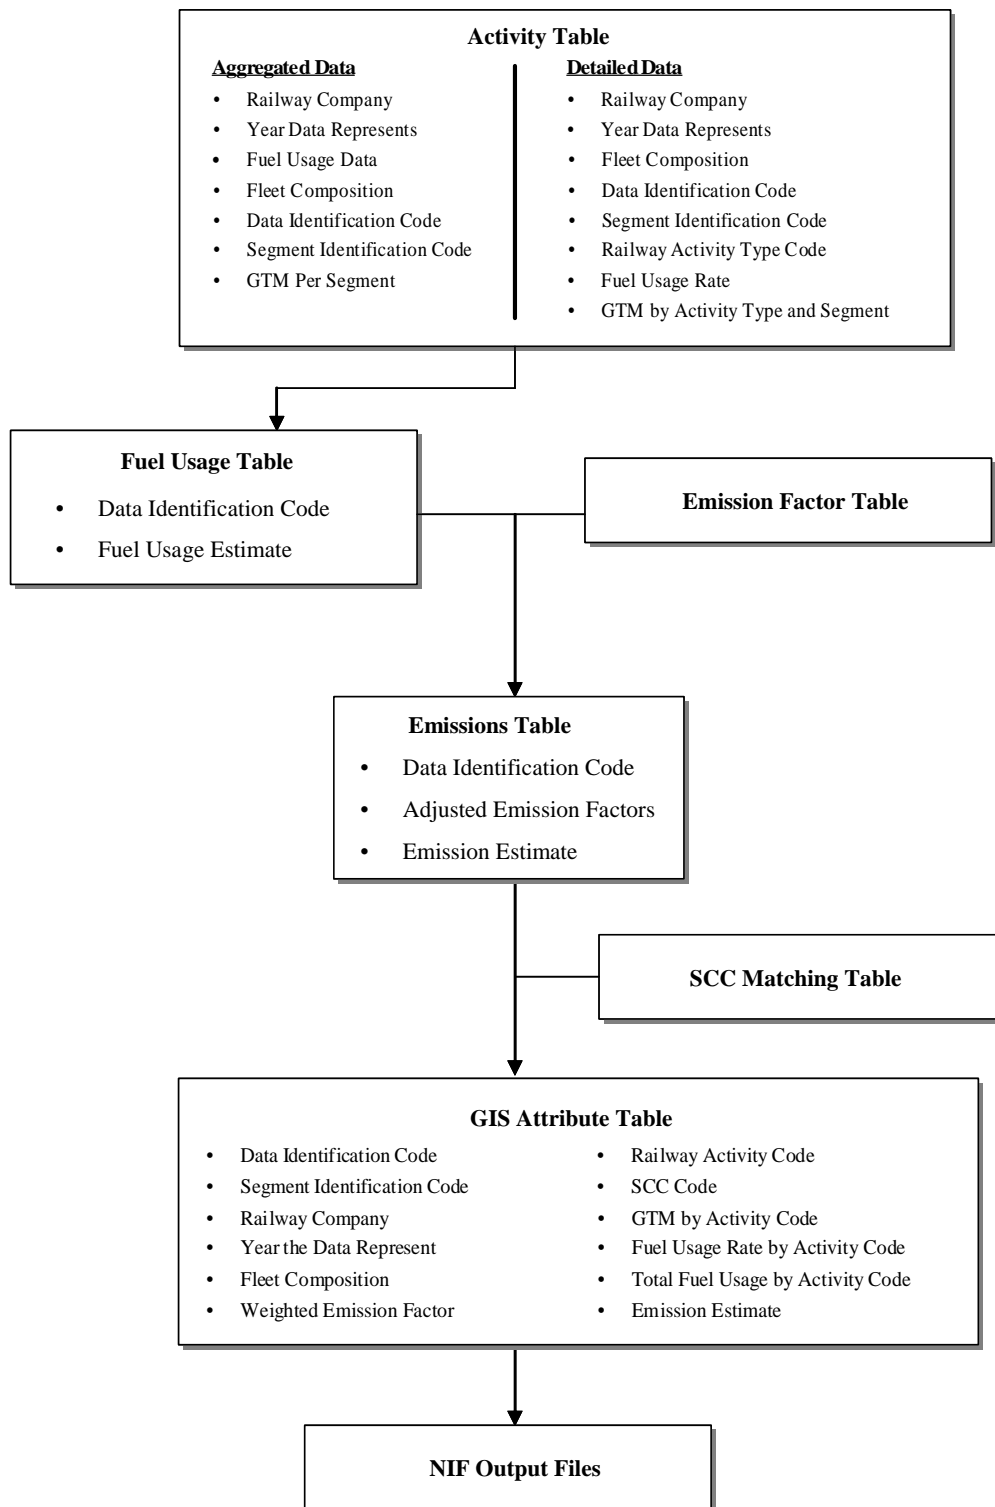 Activity Table
Aggregated Data
• Railway Company
• Year Data Represents
• Fuel Usage Data
• Fleet Composition
• Data Identification Code
• Segment Identification Code
• GTM Per Segment
Detailed Data
• Railway Company
• Year Data Represents
• Fleet Composition
• Data Identification Code
• Segment Identification Code
• Railway Activity Type Code
• Fuel Usage Rate
• GTM by Activity Type and Segment
Fuel Usage Table
• Data Identification Code
• Fuel Usage Estimate
Emission Factor Table
Emissions Table
• Data Identification Code
• Adjusted Emission Factors
• Emission Estimate
SCC Matching Table
GIS Attribute Table
• Data Identification Code
• Segment Identification Code
• Railway Company
• Year the Data Represent
• Fleet Composition
• Weighted Emission Factor
• Railway Activity Code
• SCC Code
• GTM by Activity Code
• Fuel Usage Rate by Activity Code
• Total Fuel Usage by Activity Code
• Emission Estimate
NIF Output Files